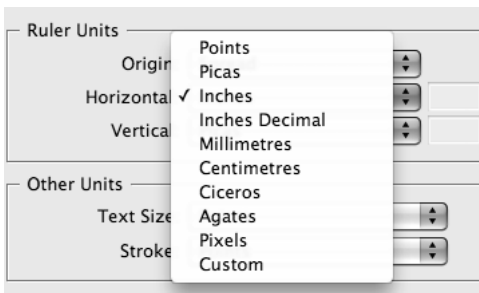 Ruler Units
Points
Origin
Picas
Horizontal ✓ Inches
Inches Decimal
Vertical
Millimetres
Centimetres
Other Units
Ciceros
Text Size
Agates
Pixels
Stroke
Custom